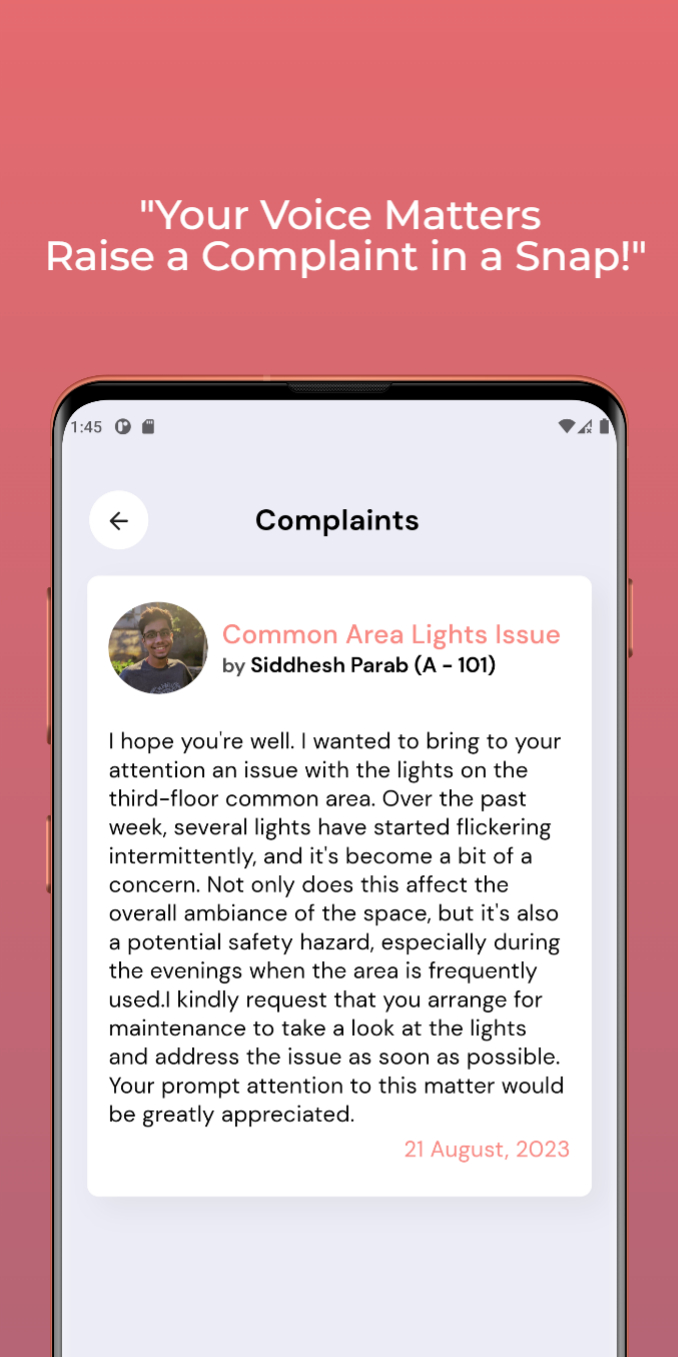 "Your Voice Matters
Raise a Complaint in a Snap!"
1:45
Complaints
Common Area Lights Issue
by Siddhesh Parab (A - 101)
I hope you're well. I wanted to bring to your
attention an issue with the lights on the
third-floor common area. Over the past
week, several lights have started flickering
intermittently, and it's become a bit of a
concern. Not only does this affect the
overall ambiance of the space, but it's also
a potential safety hazard, especially during
the evenings when the area is frequently
used.I kindly request that you arrange for
maintenance to take a look at the lights
and address the issue as soon as possible.
Your prompt attention to this matter would
be greatly appreciated.
21 August, 2023